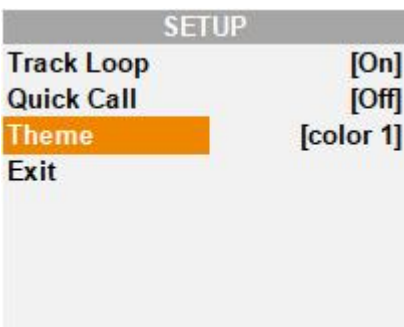 SETUP
Track Loop [On]
Quick Call [Off]
Theme [color 1]
Exit